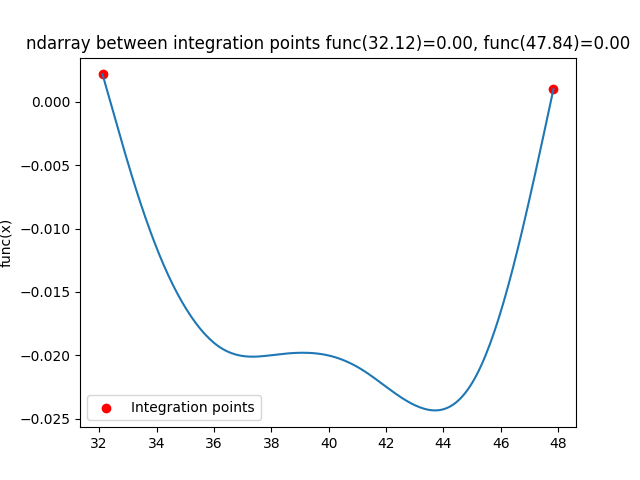 ndarray between integration points func(32.12)=0.00, func(47.84)=0.00
func(x)
0.000
−0.005
−0.010
−0.015
−0.020
−0.025
Integration points
32 34 36 38 40 42 44 46 48